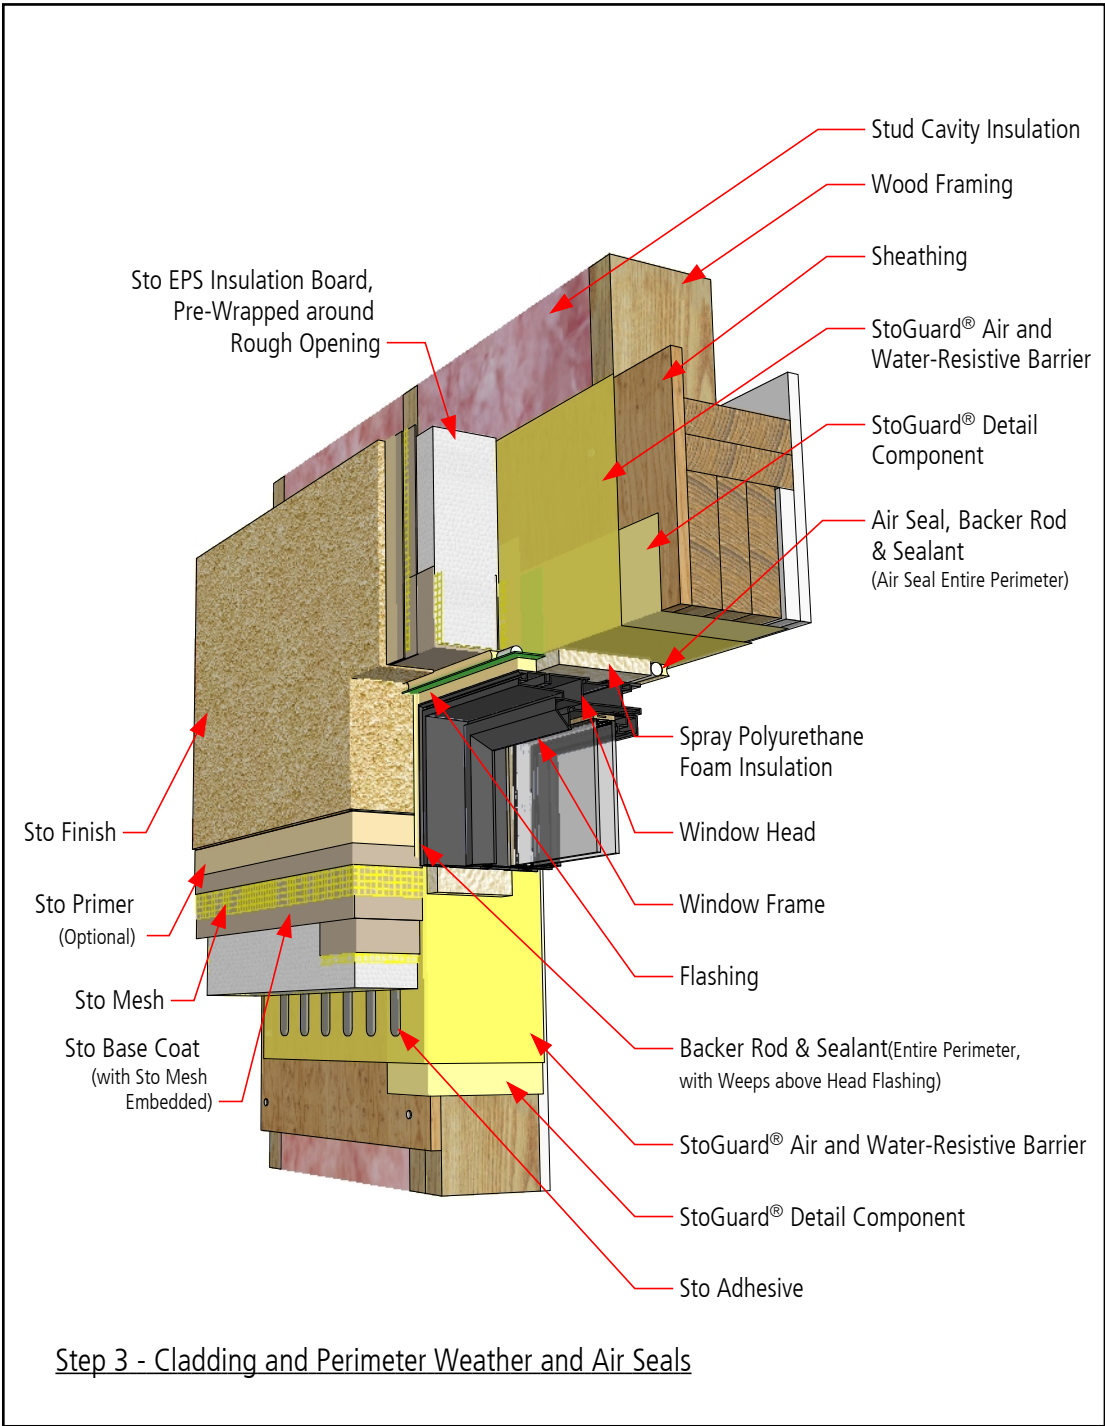 Stud Cavity Insulation
Wood Framing
Sheathing
StoGuard® Air and
Water-Resistive Barrier
StoGuard® Detail
Component
Air Seal, Backer Rod
& Sealant
(Air Seal Entire Perimeter)
Sto EPS Insulation Board,
Pre-Wrapped around
Rough Opening
Spray Polyurethane
Foam Insulation
Window Head
Window Frame
Flashing
Backer Rod & Sealant(Entire Perimeter,
with Weeps above Head Flashing)
StoGuard® Air and Water-Resistive Barrier
StoGuard® Detail Component
Sto Adhesive
Sto Finish
Sto Primer
(Optional)
Sto Mesh
Sto Base Coat
(with Sto Mesh
Embedded)
Step 3 - Cladding and Perimeter Weather and Air Seals